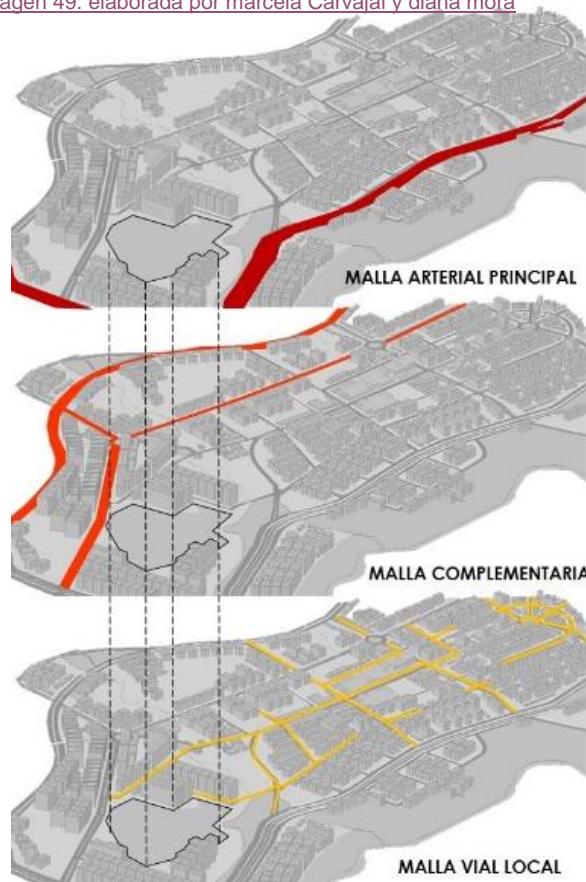 agen 49. elaborada por marcela Carvajal y diana mora
MALLA ARTERIAL PRINCIPAL
MALLA COMPLEMENTARIA
MALLA VIAL LOCAL